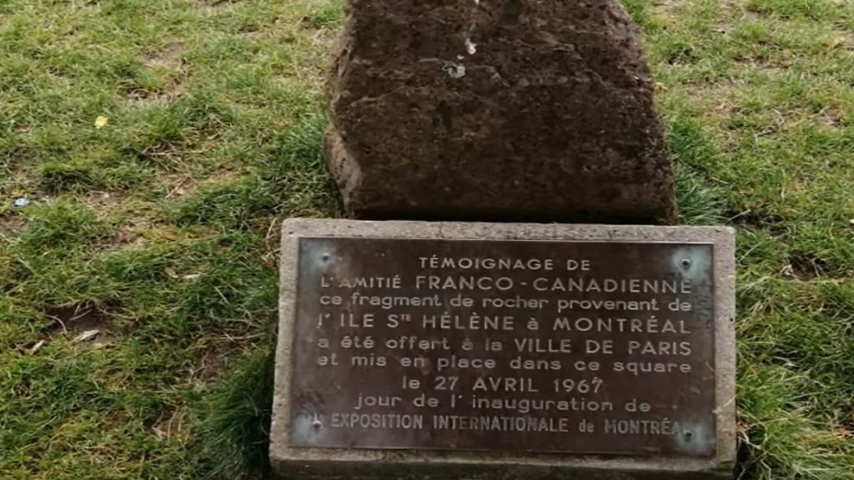 TÉMOIGNAGE DE
L'AMITIÉ FRANCO-CANADIENNE
ce fragment de rocher provenant de
l'ILE STE HÉLÈNE à MONTRÉAL
a été offert à la VILLE DE PARIS
et mis en place dans ce square
le 27 AVRIL 1967
jour de l'inauguration de
L'EXPOSITION INTERNATIONALE de MONTRÉAL